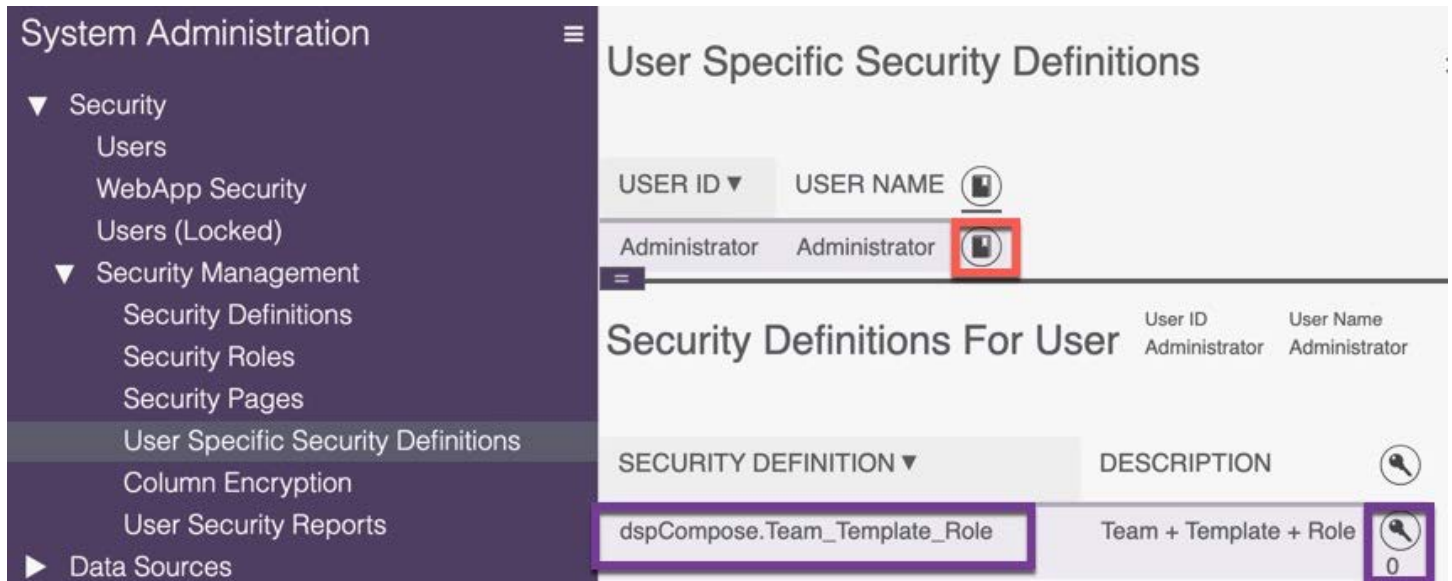 System Administration
Security
Users
WebApp Security
Users (Locked)
Security Management
Security Definitions
Security Roles
Security Pages
User Specific Security Definitions
Column Encryption
User Security Reports
Data Sources
User Specific Security Definitions
USER ID USER NAME
Administrator Administrator
Security Definitions For User
User ID User Name
Administrator Administrator
SECURITY DEFINITION DESCRIPTION
dspCompose.Team_Template_Role Team + Template + Role
0